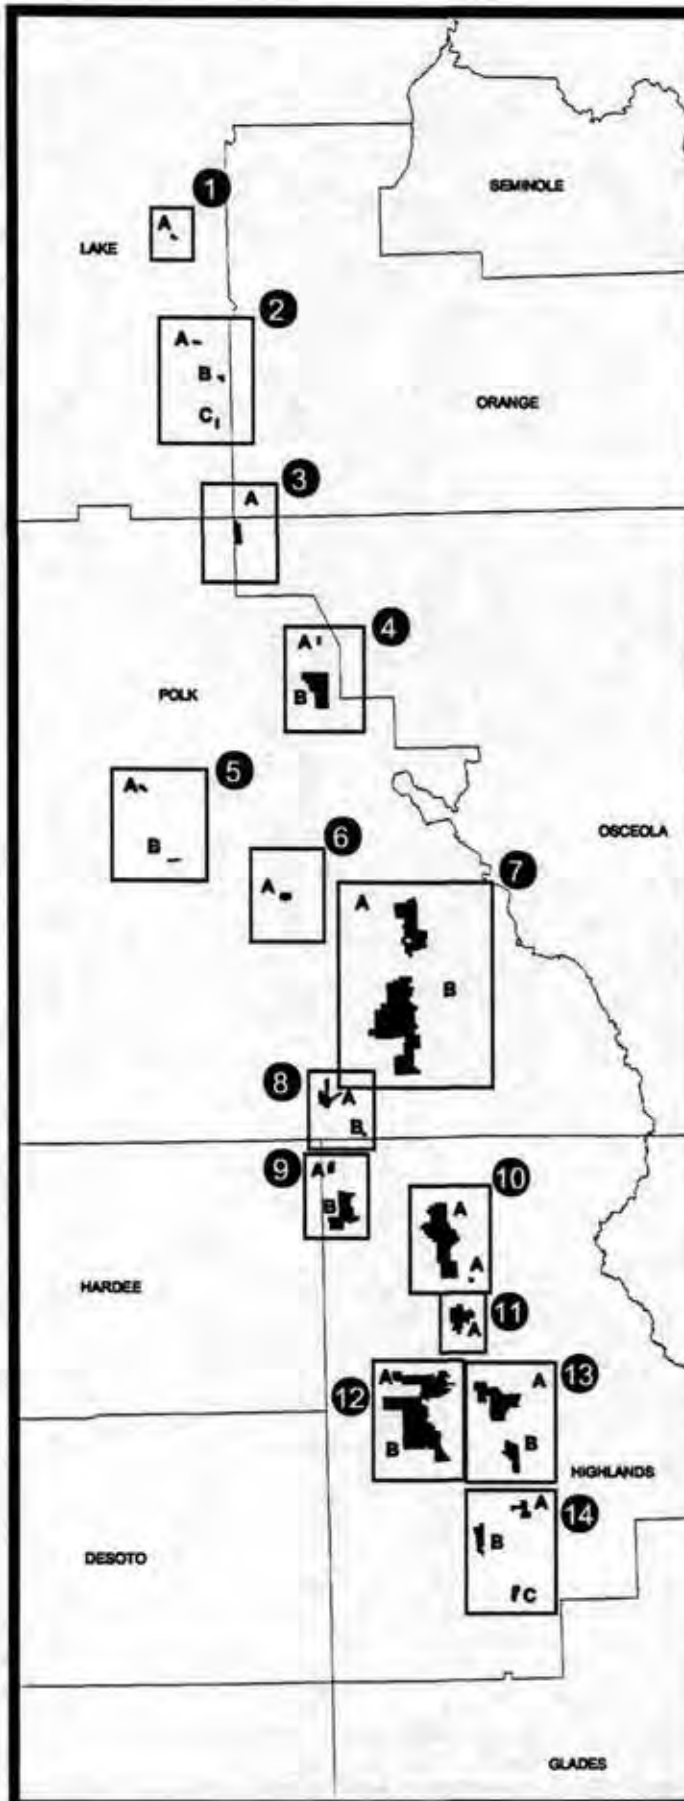 SEMINOLE
1
A
LAKE
2
A
B
C
ORANGE
3
A
4
A
B
POLK
5
A
B
OSCEOLA
6
A
7
A
B
8
A
B
9
A
B
10
A
A
HARDEE
11
A
12
A
B
13
A
B
HIGHLANDS
14
A
B
C
DESOTO
GLADES